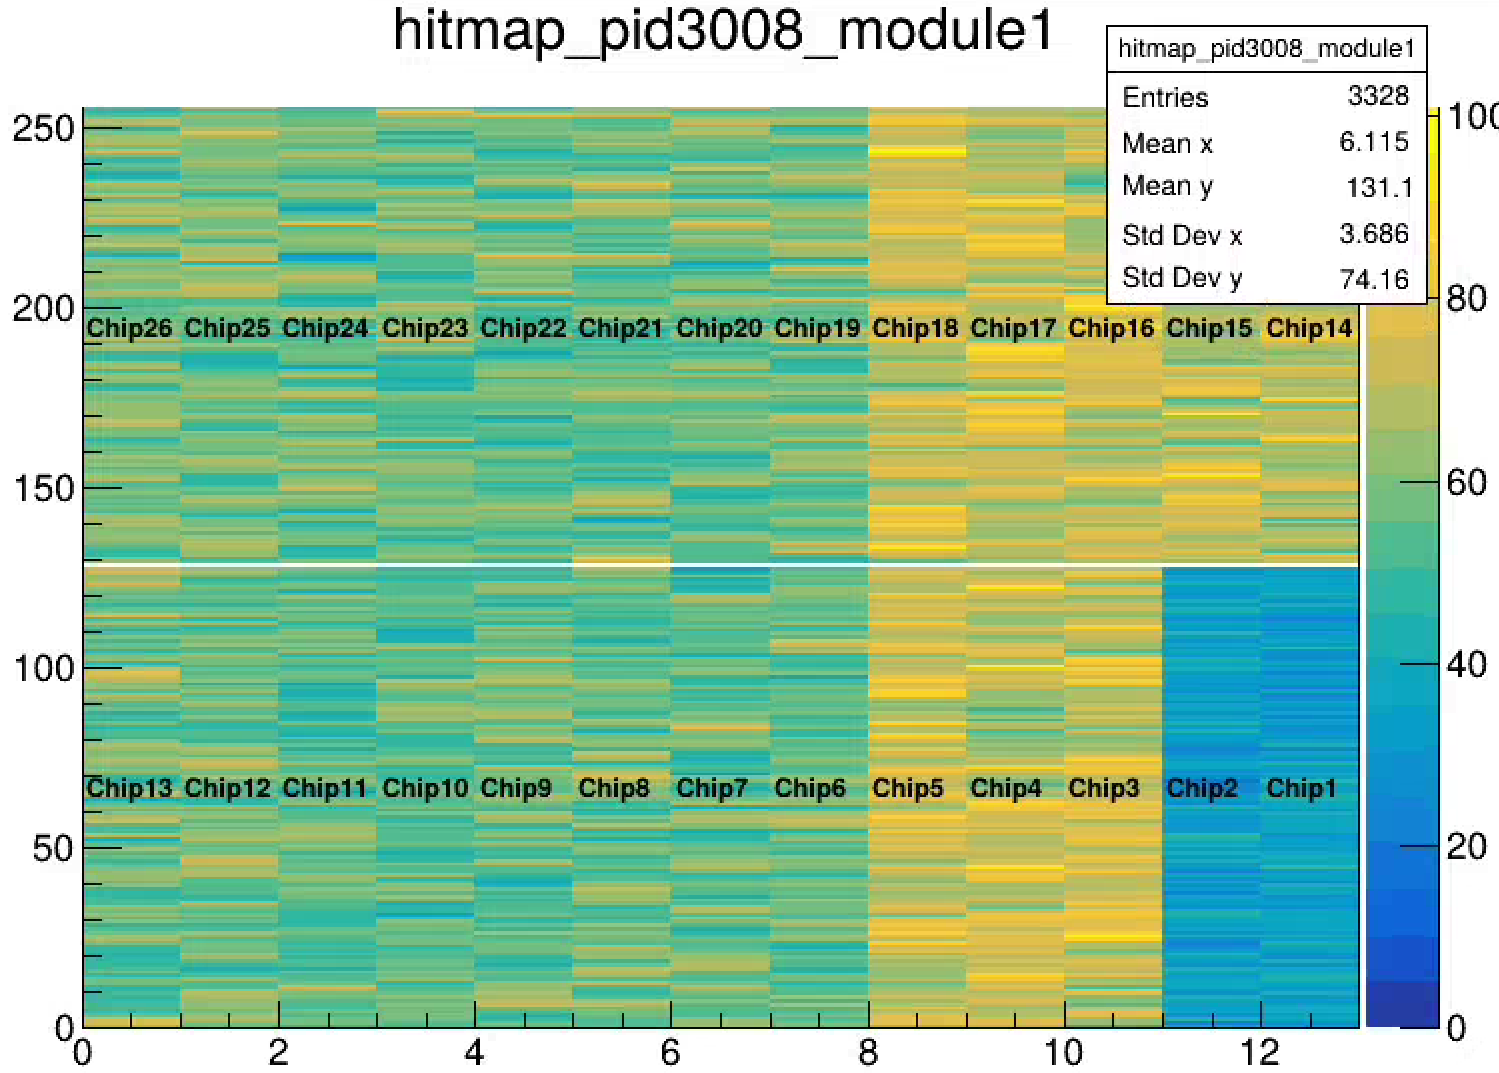 hitmap_pid3008_module1
hitmap_pid3008_module1
Entries 3328
Mean x 6.115
Mean y 131.1
Std Dev x 3.686
Std Dev y 74.16
250
200
150
100
50
0
Chip26 Chip25 Chip24 Chip23 Chip22 Chip21 Chip20 Chip19 Chip18 Chip17 Chip16 Chip15 Chip14
Chip13 Chip12 Chip11 Chip10 Chip9 Chip8 Chip7 Chip6 Chip5 Chip4 Chip3 Chip2 Chip1
0 2 4 6 8 10 12
100
80
60
40
20
0